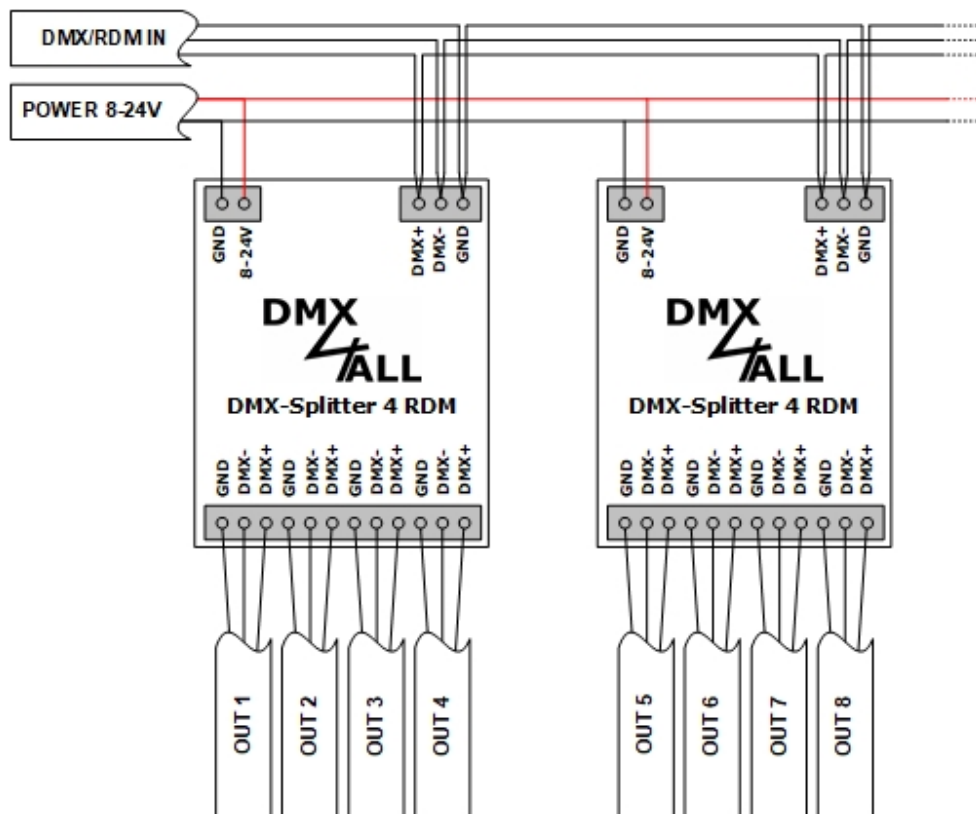 DMX/RDM IN
POWER 8-24V
GND
8-24V
DMX+
DMX-
GND
DMX
4
ALL
DMX-Splitter 4 RDM
GND
DMX-
DMX+
GND
DMX-
DMX+
GND
DMX-
DMX+
GND
DMX-
DMX+
OUT 1
OUT 2
OUT 3
OUT 4
GND
8-24V
DMX+
DMX-
GND
DMX
4
ALL
DMX-Splitter 4 RDM
GND
DMX-
DMX+
GND
DMX-
DMX+
GND
DMX-
DMX+
GND
DMX-
DMX+
OUT 5
OUT 6
OUT 7
OUT 8